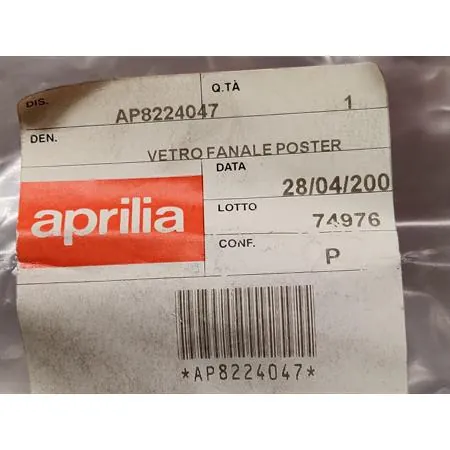 DIS.
AP8224047
Q.TÀ
1
DEN.
VETRO FANALE POSTER
aprilia
DATA
28/04/200
LOTTO
74976
CONF.
P
*AP8224047*